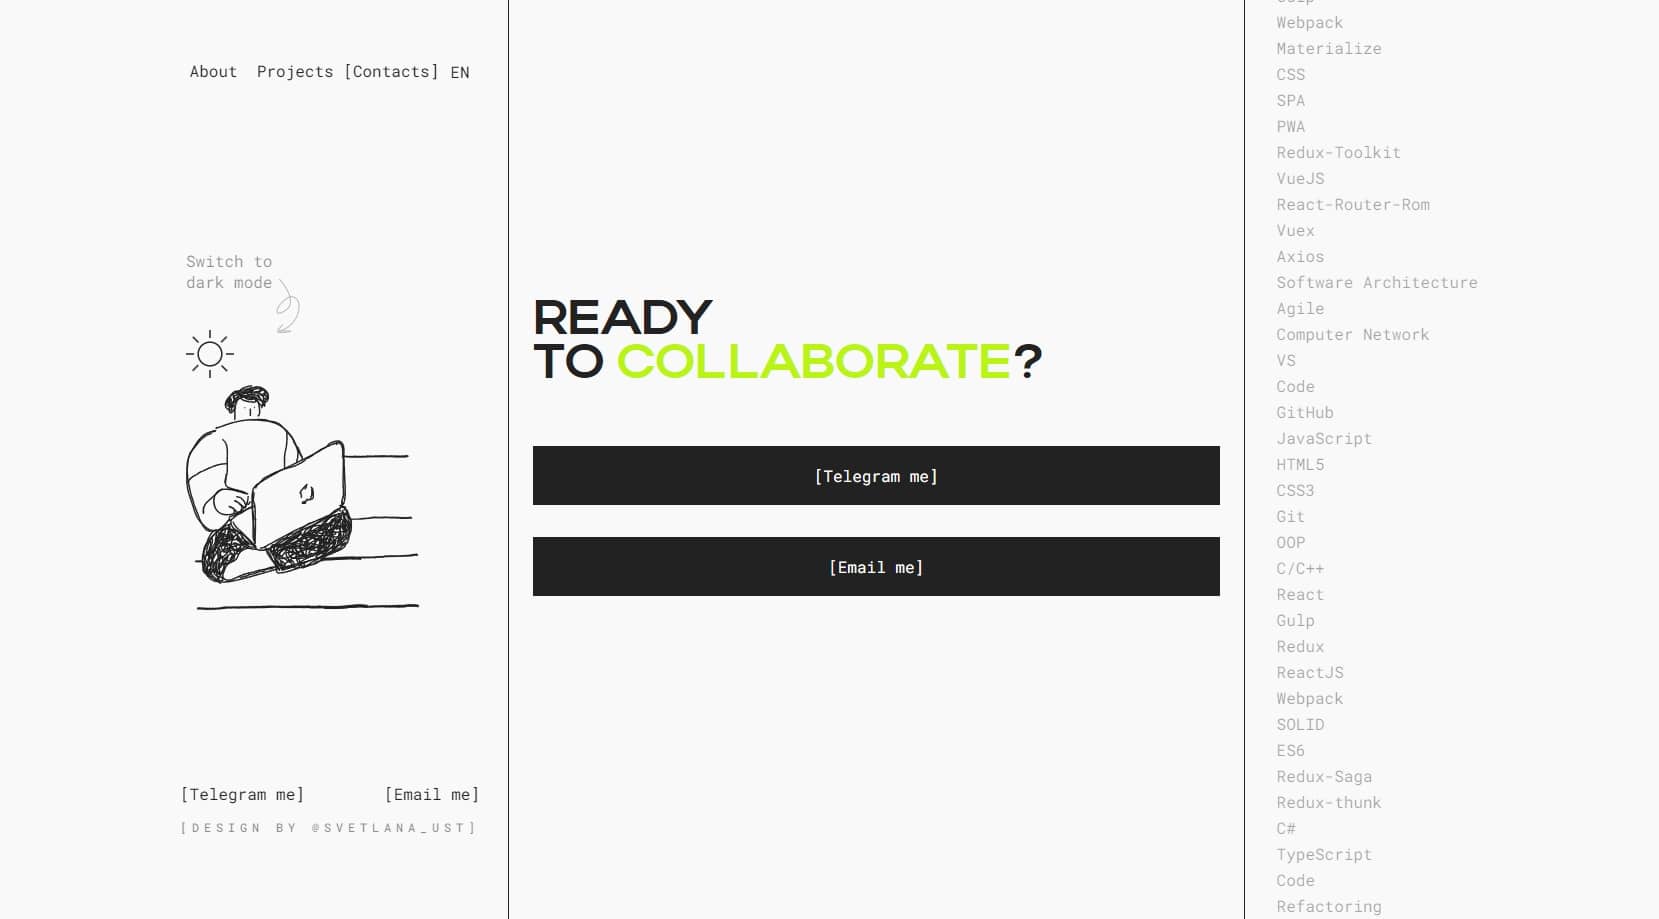 About Projects [Contacts] EN
Switch to
dark mode
[Telegram me] [Email me]
[DESIGN BY @SVETLANA_UST]
READY
TO COLLABORATE?
[Telegram me]
[Email me]
Webpack
Materialize
CSS
SPA
PWA
Redux-Toolkit
VueJS
React-Router-Rom
Vuex
Axios
Software Architecture
Agile
Computer Network
VS
Code
GitHub
JavaScript
HTML5
CSS3
Git
OOP
C/C++
React
Gulp
Redux
ReactJS
Webpack
SOLID
ES6
Redux-Saga
Redux-thunk
C#
TypeScript
Code
Refactoring